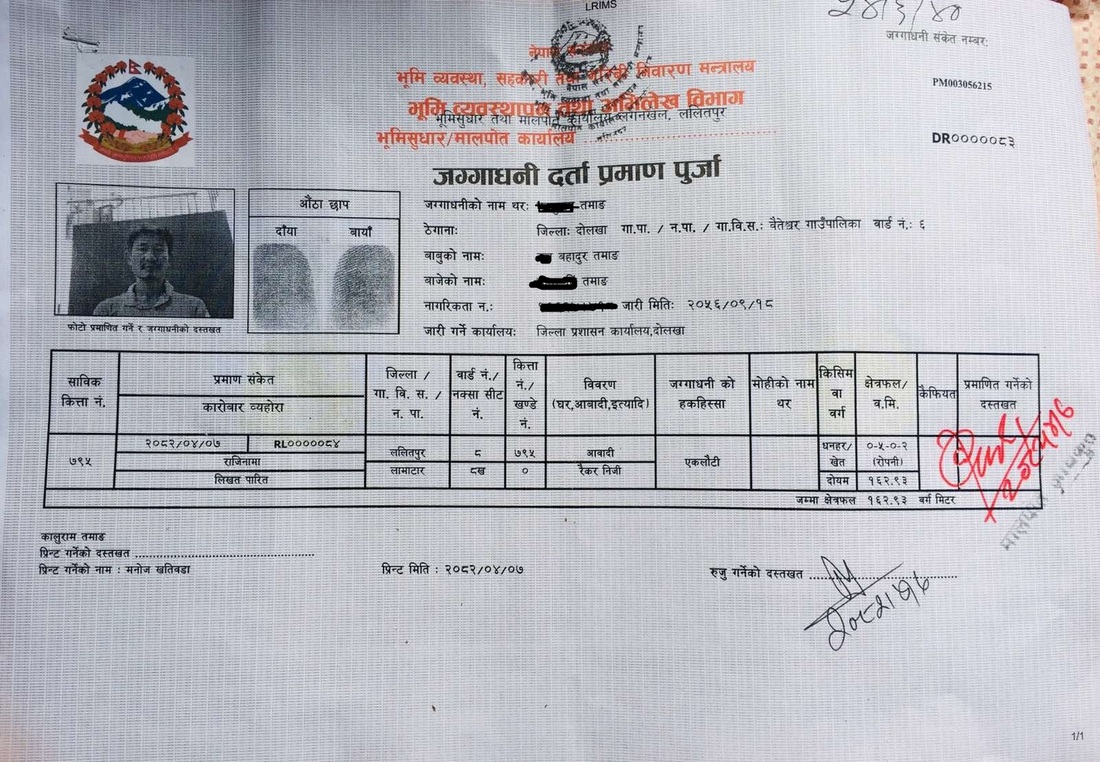 LRIMS
जग्गाधनी संकेत नम्बर:
नेपाल सरकार
भूमि व्यवस्था, सहकारी तथा गरिबी निवारण मन्त्रालय
PM003056215
भूमि व्यवस्थापन तथा अभिलेख विभाग
भूमिसुधार तथा मालपोत कार्यालय लगनखेल, ललितपुर
भूमिसुधार/मालपोत कार्यालय
DR००००००८३
जग्गाधनी दर्ता प्रमाण पुर्जा
औंठा छाप
दाँया बायाँ
फोटो प्रमाणित गर्ने र जग्गाधनीको दस्तखत
जग्गाधनीको नाम थर: तमाङ
ठेगाना: जिल्ला: दोलखा गा.पा. / न.पा. / गा.वि.स.: वैतेश्वर गाउँपालिका वार्ड नं.: ६
बाबुको नाम: बहादुर तमाङ
बाजेको नाम: तमाङ
नागरिकता न.: जारी मिति: २०५६/०९/१८
जारी गर्ने कार्यालय: जिल्ला प्रशासन कार्यालय,दोलखा
साविक कित्ता नं. प्रमाण संकेत कारोवार व्यहोरा जिल्ला / गा. वि. स. / न. पा. वार्ड नं./ नक्सा सीट नं. कित्ता नं./ खण्डे नं. विवरण (घर,आवादी,इत्यादि) जग्गाधनी को हकहिस्सा मोहीको नाम थर किसिम वा वर्ग क्षेत्रफल/ व.मि. कैफियत प्रमाणित गर्नेको दस्तखत
७९५ २०८२/०४/०७ RL००००००८४ ललितपुर ८ ७९५ आवादी एकलौटी धनहर/ खेत ०-५-०-२ (रोपनी)
राजिनामा
लिखत पारित लामाटार ८ख ० रैकर निजी दोयम १६२.९३
जम्मा क्षेत्रफल १६२.९३ वर्ग मिटर
कालुराम तमाङ
प्रिन्ट गर्नेको दस्तखत
प्रिन्ट गर्नेको नाम : मनोज खतिवडा प्रिन्ट मिति : २०८२/०४/०७ रुजु गर्नेको दस्तखत
1/1